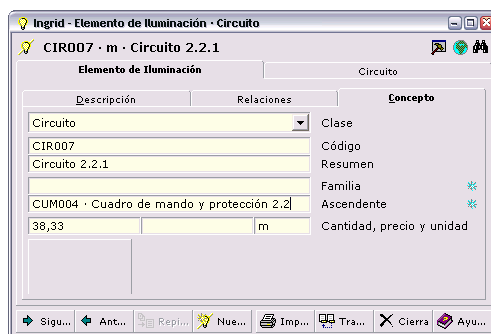 Ingrid - Elemento de Iluminación · Circuito
CIR007 · m · Circuito 2.2.1
Elemento de Iluminación
Circuito
Descripción
Relaciones
Concepto
Circuito
Clase
CIR007
Código
Circuito 2.2.1
Resumen
Familia
CUM004 · Cuadro de mando y protección 2.2
Ascendente
38,33
m
Cantidad, precio y unidad
Sigu...
Ant...
Repi...
Nue...
Imp...
Tra...
Cierra
Ayu...